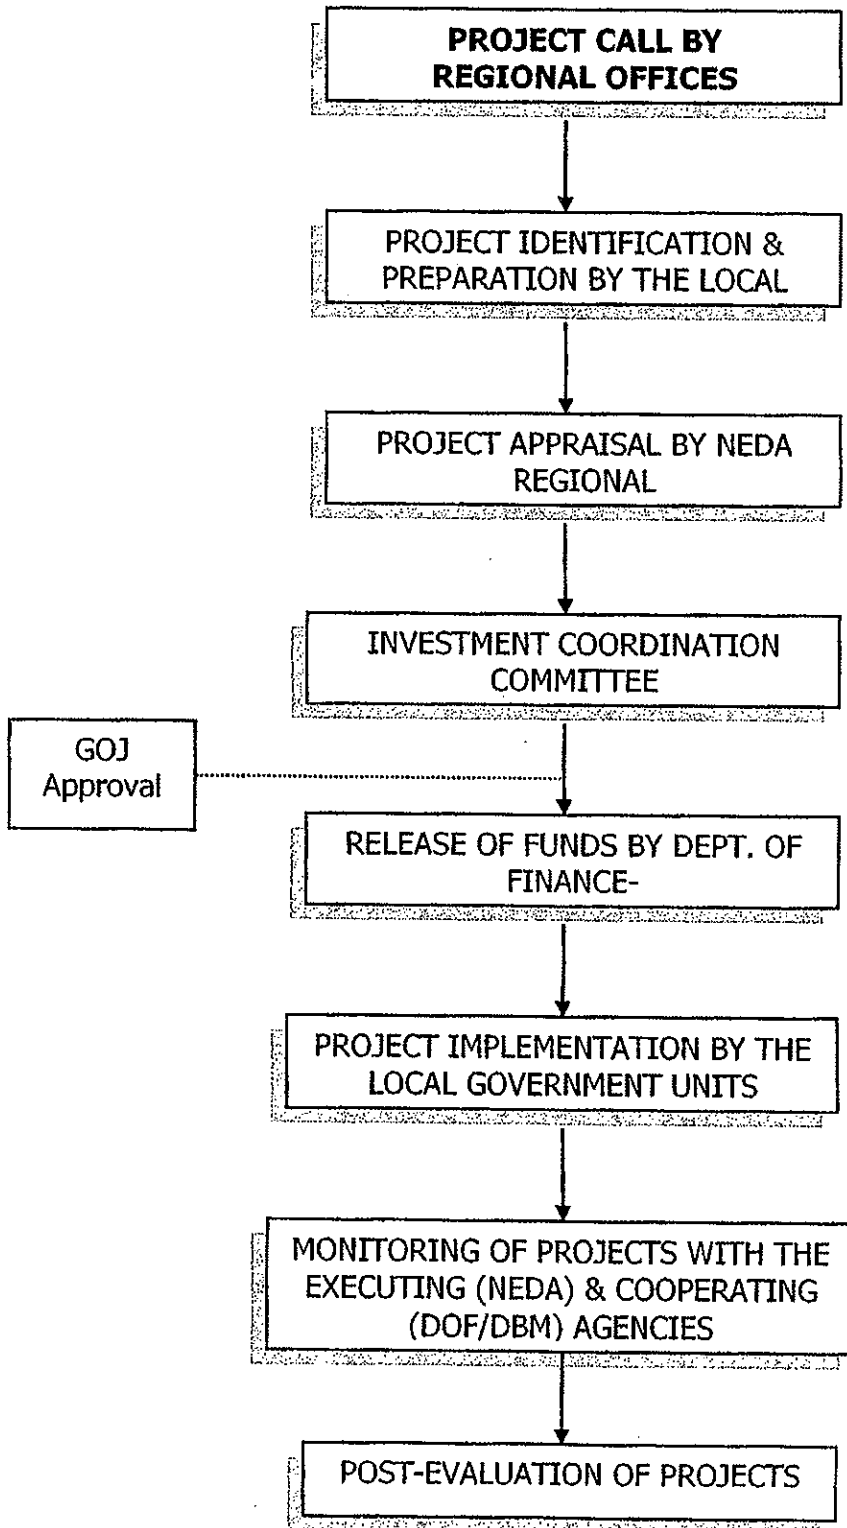 PROJECT CALL BY
REGIONAL OFFICES
PROJECT IDENTIFICATION &
PREPARATION BY THE LOCAL
PROJECT APPRAISAL BY NEDA
REGIONAL
INVESTMENT COORDINATION
COMMITTEE
GOJ
Approval
RELEASE OF FUNDS BY DEPT. OF
FINANCE-
PROJECT IMPLEMENTATION BY THE
LOCAL GOVERNMENT UNITS
MONITORING OF PROJECTS WITH THE
EXECUTING (NEDA) & COOPERATING
(DOF/DBM) AGENCIES
POST-EVALUATION OF PROJECTS